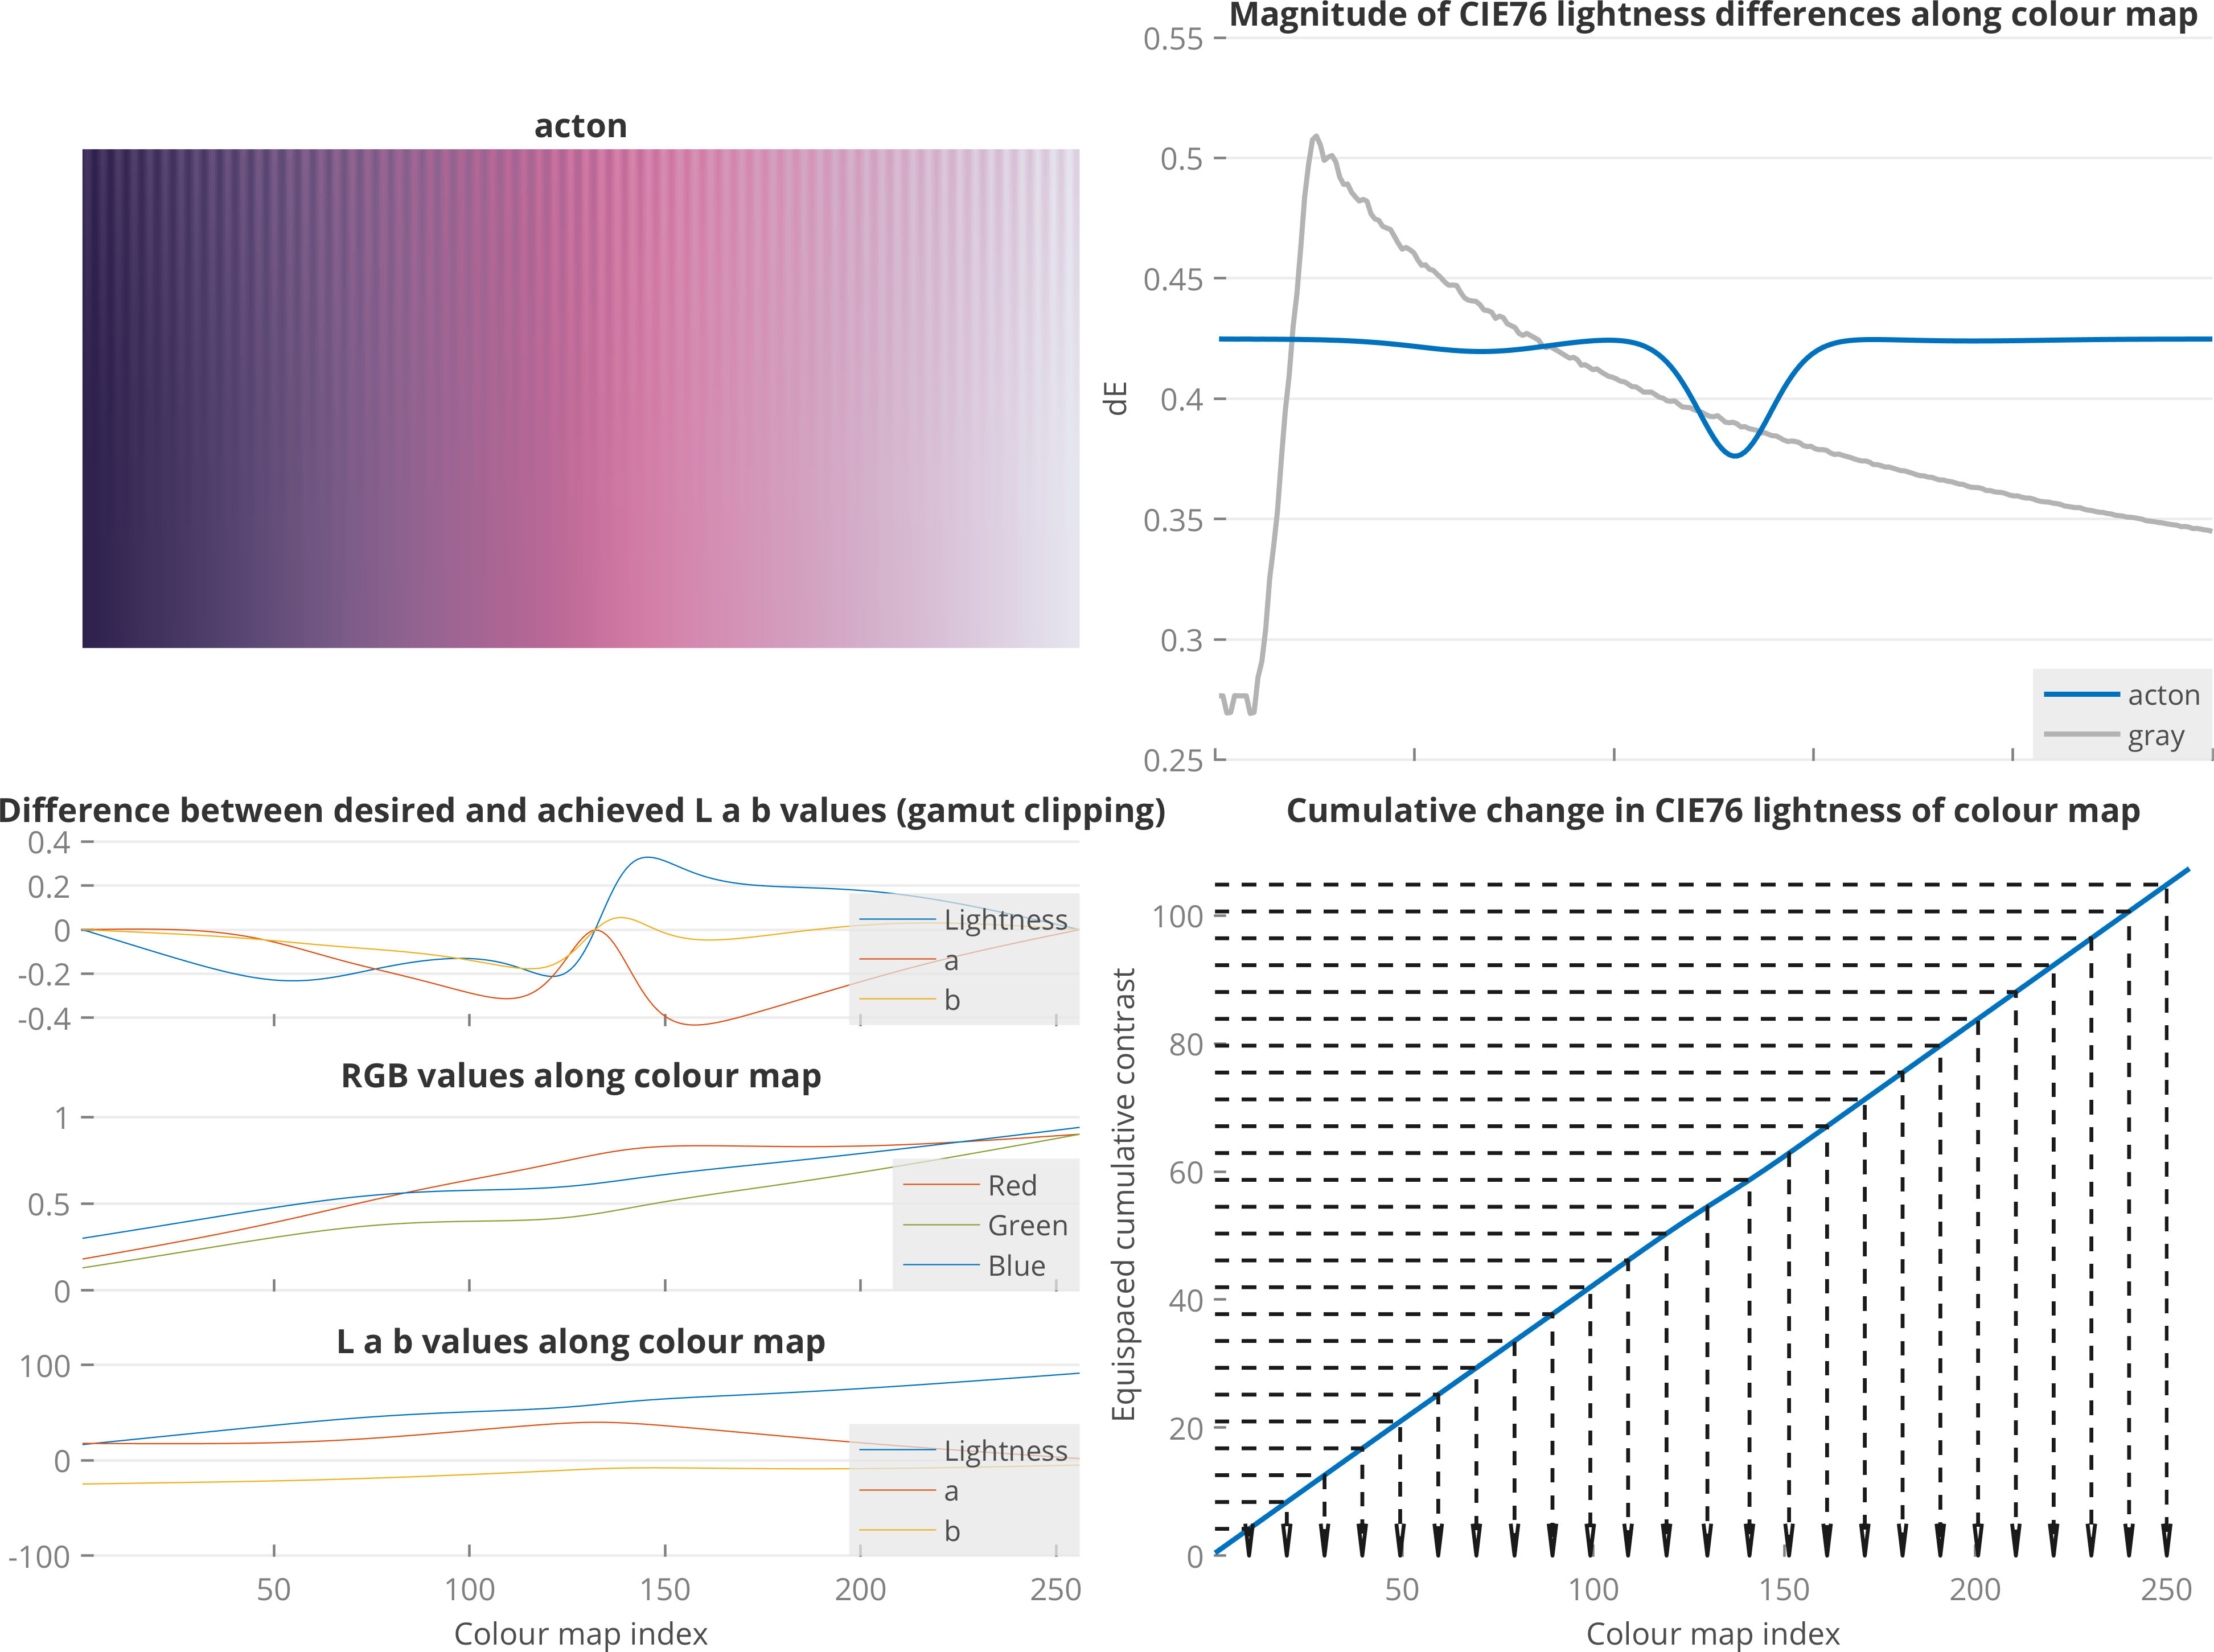 acton
Magnitude of CIE76 lightness differences along colour map
0.55
0.5
0.45
0.4
0.35
0.3
0.25
dE
acton
gray
Difference between desired and achieved L a b values (gamut clipping)
0.4
0.2
0
-0.2
-0.4
Lightness
a
b
RGB values along colour map
1
0.5
0
Red
Green
Blue
L a b values along colour map
100
0
-100
Lightness
a
b
50 100 150 200 250
Colour map index
Cumulative change in CIE76 lightness of colour map
Equispaced cumulative contrast
100
80
60
40
20
0
50 100 150 200 250
Colour map index